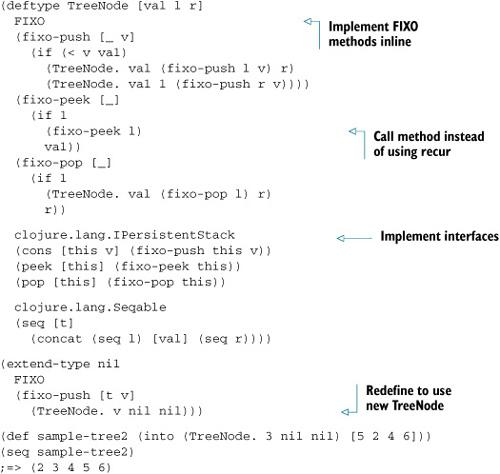 (deftype TreeNode [val l r]
FIXO
Implement FIXO
methods inline
(fixo-push [_ v]
(if (< v val)
(TreeNode. val (fixo-push l v) r)
(TreeNode. val l (fixo-push r v))))
(fixo-peek [_]
(if l
(fixo-peek l)
val))
Call method instead
of using recur
(fixo-pop [_]
(if l
(TreeNode. val (fixo-pop l) r)
r))
clojure.lang.IPersistentStack
Implement interfaces
(cons [this v] (fixo-push this v))
(peek [this] (fixo-peek this))
(pop [this] (fixo-pop this))
clojure.lang.Seqable
(seq [t]
(concat (seq l) [val] (seq r))))
(extend-type nil
FIXO
(fixo-push [t v]
(TreeNode. v nil nil)))
Redefine to use
new TreeNode
(def sample-tree2 (into (TreeNode. 3 nil nil) [5 2 4 6]))
(seq sample-tree2)
;=> (2 3 4 5 6)